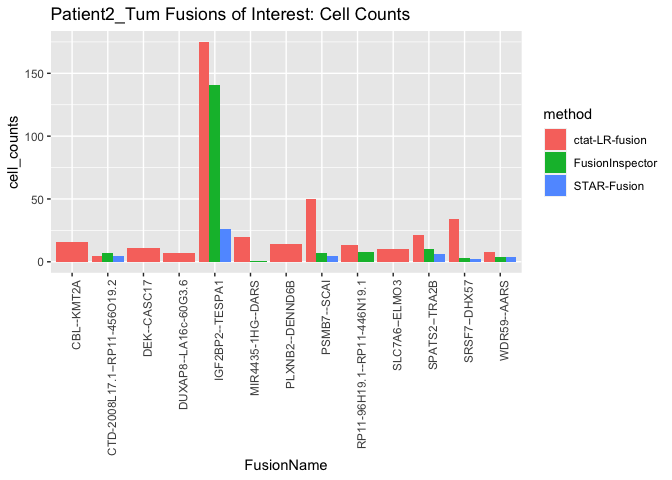 Patient2_Tum Fusions of Interest: Cell Counts
cell_counts
150
100
50
0
CBL--KMT2A
CTD-2008L17.1--RP11-456O19.2
DEK--CASC17
DUXAP8--LA16c-60G3.6
IGF2BP2--TESPA1
MIR4435-1HG--DARS
PLXNB2--DENND6B
PSMB7--SCAI
RP11-96H19.1--RP11-446N19.1
SLC7A6--ELMO3
SPATS2--TRA2B
SRSF7--DHX57
WDR59--AARS
FusionName
method
ctat-LR-fusion
FusionInspector
STAR-Fusion